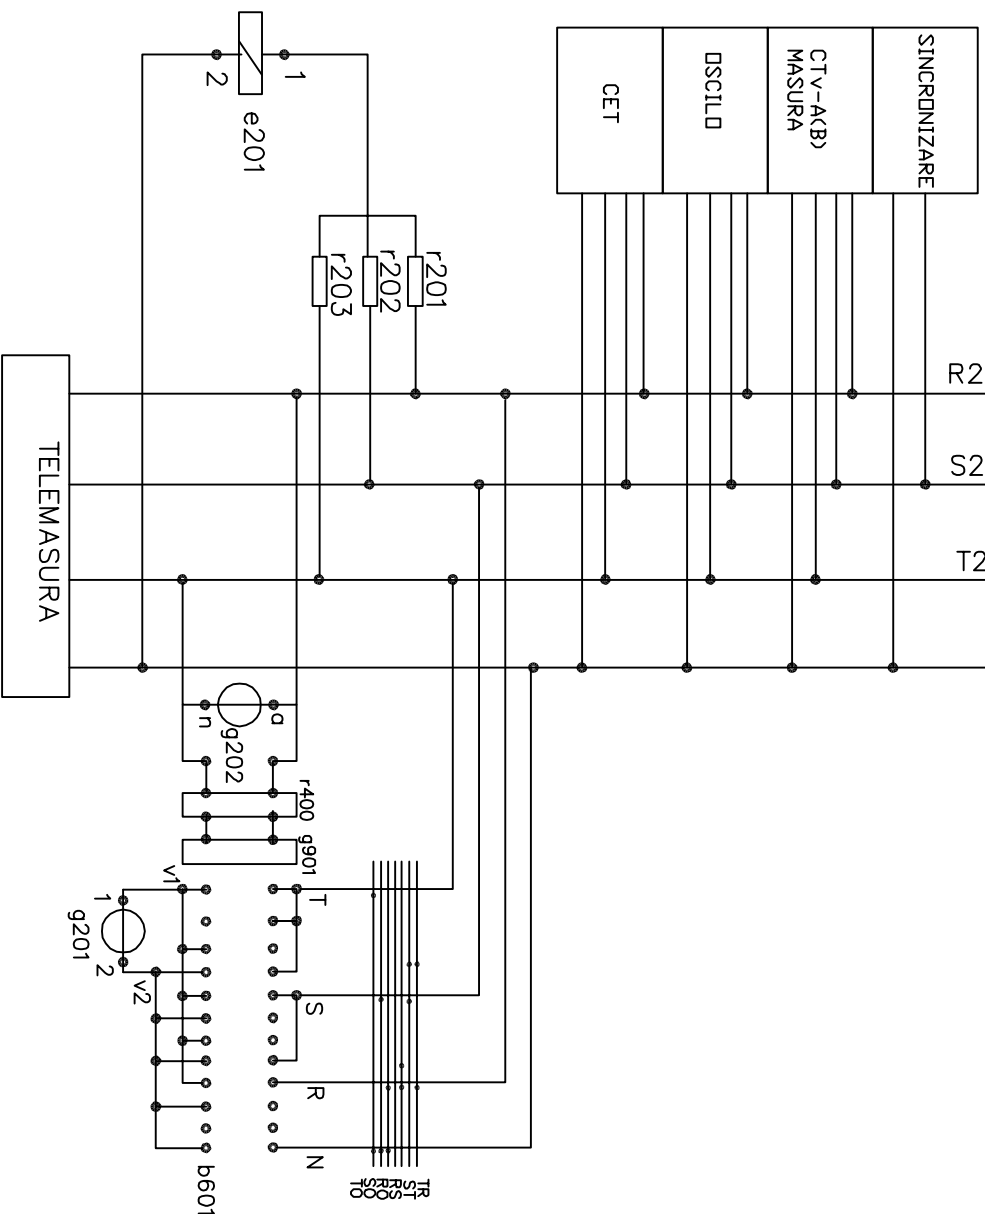 SINCRONIZARE
CTv-A(B)
MASURA
OSCILO
CET
1
2
e201
r201
r202
r203
R2
S2
T2
TELEMASURA
a
n
g202
r400
g901
v1
1
g201
2
v2
T
S
R
N
b601
TR
ST
RS
RO
SO
TO